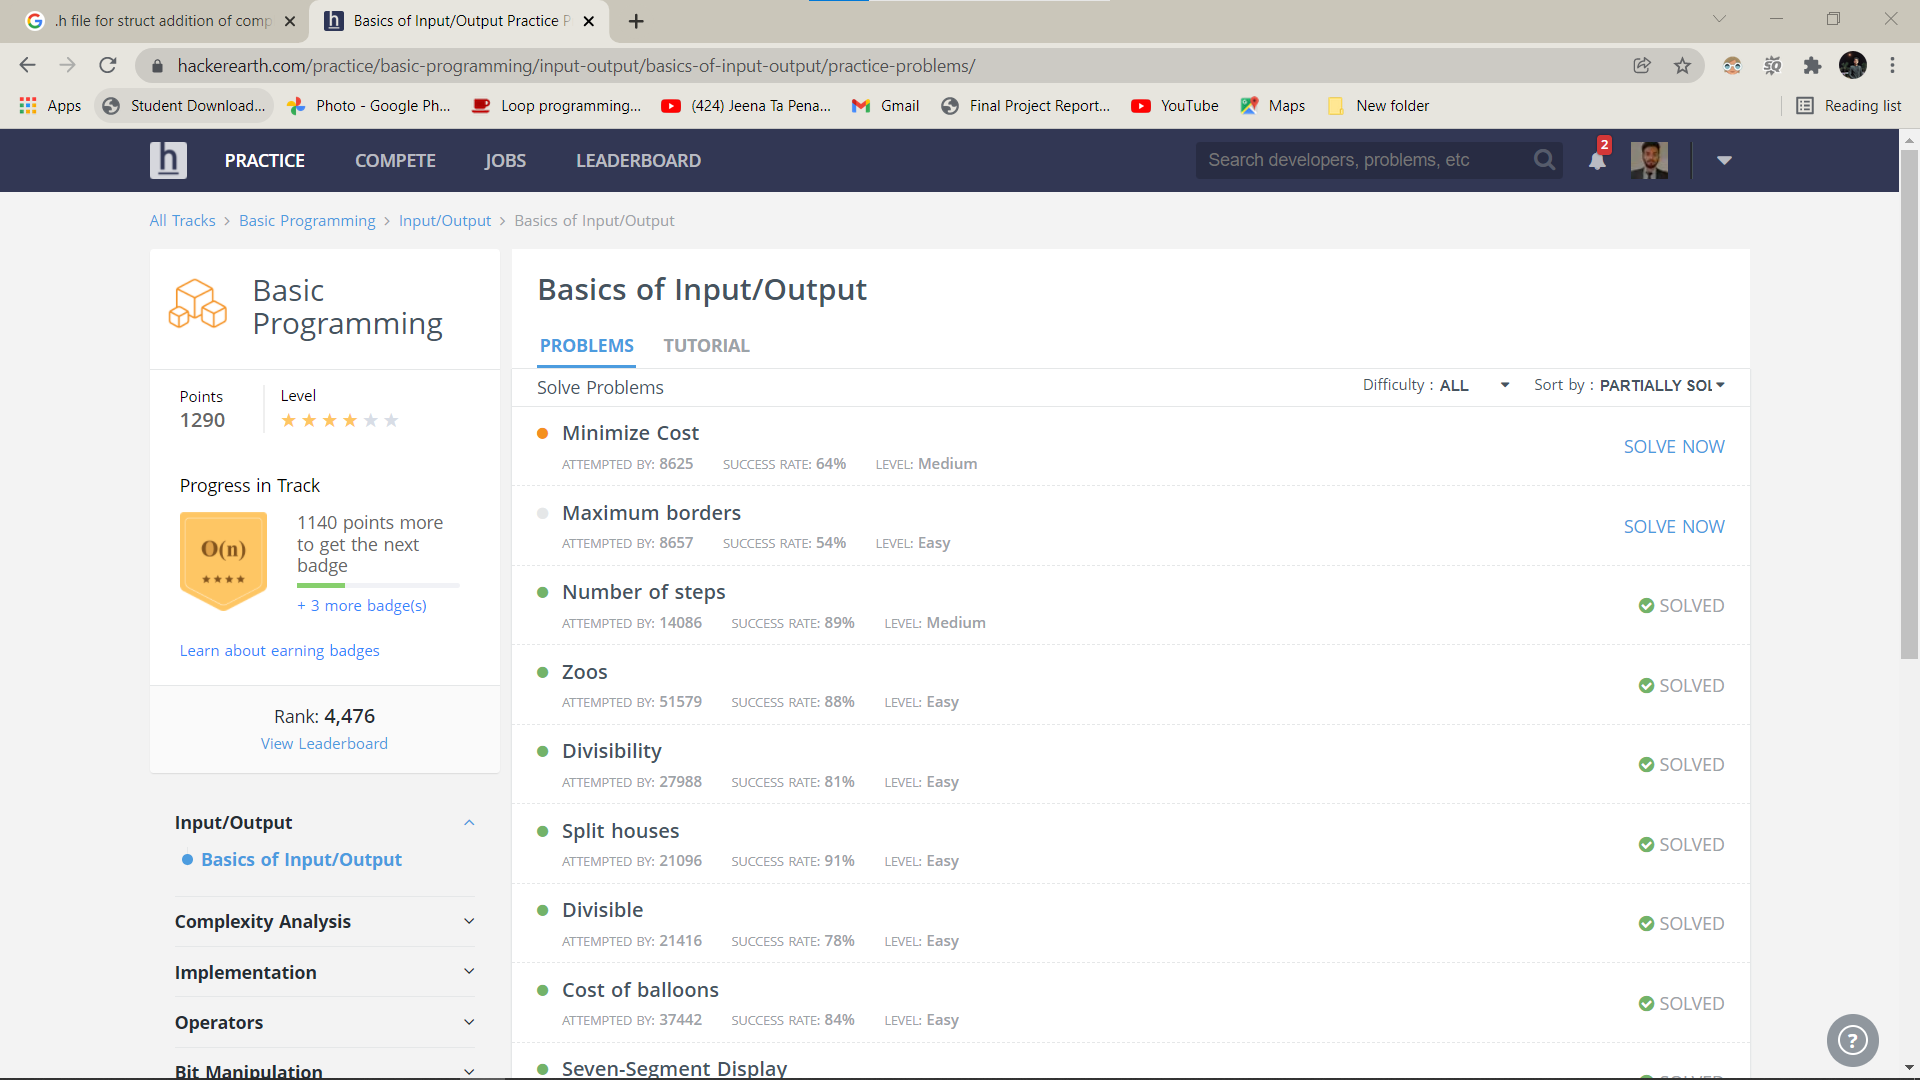 .h file for struct addition of comp
Basics of Input/Output Practice P
hackerearth.com/practice/basic-programming/input-output/basics-of-input-output/practice-problems/
Apps
Student Download...
Photo - Google Ph...
Loop programming...
(424) Jeena Ta Pena...
Gmail
Final Project Report...
YouTube
Maps
New folder
Reading list
h
PRACTICE
COMPETE
JOBS
LEADERBOARD
Search developers, problems, etc
2
All Tracks > Basic Programming > Input/Output > Basics of Input/Output
Basic
Programming
Points
1290
Level
Progress in Track
O(n)
1140 points more
to get the next
badge
+ 3 more badge(s)
Learn about earning badges
Rank: 4,476
View Leaderboard
Input/Output
Basics of Input/Output
Complexity Analysis
Implementation
Operators
Bit Manipulation
Basics of Input/Output
PROBLEMS
TUTORIAL
Solve Problems
Difficulty : ALL
Sort by : PARTIALLY SOL
Minimize Cost
ATTEMPTED BY: 8625 SUCCESS RATE: 64% LEVEL: Medium
SOLVE NOW
Maximum borders
ATTEMPTED BY: 8657 SUCCESS RATE: 54% LEVEL: Easy
SOLVE NOW
Number of steps
ATTEMPTED BY: 14086 SUCCESS RATE: 89% LEVEL: Medium
SOLVED
Zoos
ATTEMPTED BY: 51579 SUCCESS RATE: 88% LEVEL: Easy
SOLVED
Divisibility
ATTEMPTED BY: 27988 SUCCESS RATE: 81% LEVEL: Easy
SOLVED
Split houses
ATTEMPTED BY: 21096 SUCCESS RATE: 91% LEVEL: Easy
SOLVED
Divisible
ATTEMPTED BY: 21416 SUCCESS RATE: 78% LEVEL: Easy
SOLVED
Cost of balloons
ATTEMPTED BY: 37442 SUCCESS RATE: 84% LEVEL: Easy
SOLVED
Seven-Segment Display
SOLVED
?